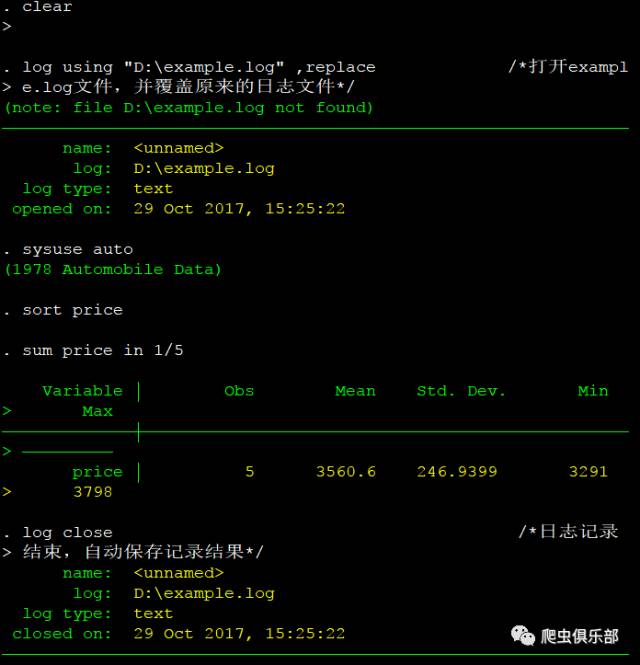 . clear
>
. log using "D:\example.log" ,replace /*打开exampl
> e.log文件，并覆盖原来的日志文件*/
(note: file D:\example.log not found)
name: <unnamed>
log: D:\example.log
log type: text
opened on: 29 Oct 2017, 15:25:22
. sysuse auto
(1978 Automobile Data)
. sort price
. sum price in 1/5
Variable | Obs Mean Std. Dev. Min
> Max
>
price | 5 3560.6 246.9399 3291
> 3798
. log close /*日志记录
> 结束，自动保存记录结果*/
name: <unnamed>
log: D:\example.log
log type: text
closed on: 29 Oct 2017, 15:25:22
爬虫俱乐部